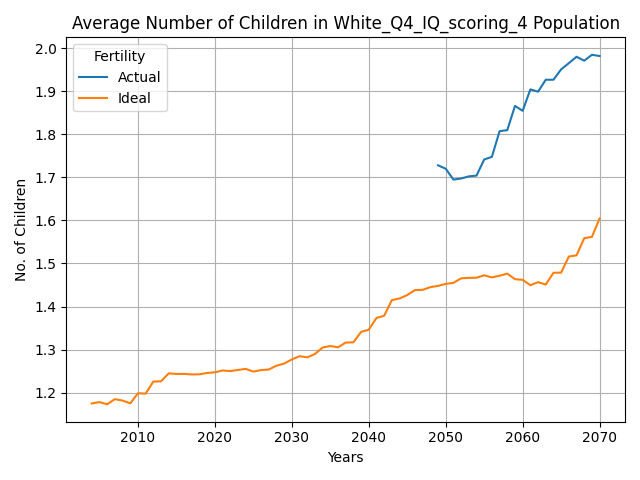 Average Number of Children in White_Q4_IQ_scoring_4 Population
Fertility
Actual
Ideal
No. of Children
2.0
1.9
1.8
1.7
1.6
1.5
1.4
1.3
1.2
2010 2020 2030 2040 2050 2060 2070
Years